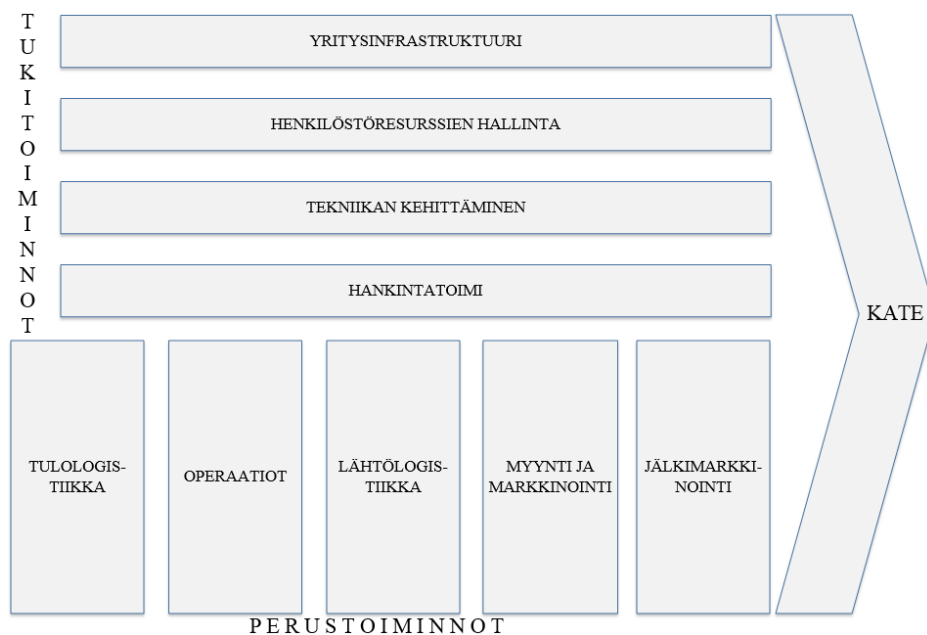 TUKITOIMINNOT
YRITYSINFRASTRUKTUURI
HENKILÖSTÖRESURSSIEN HALLINTA
TEKNIIKAN KEHITTÄMINEN
HANKINTATOIMI
KATE
TULOLOGIS-
TIIKKA
OPERAATIOT
LÄHTÖLOGIS-
TIIKKA
MYYNTI JA
MARKKINOINTI
JÄLKIMARKKI-
NOINTI
PERUSTOIMINNOT